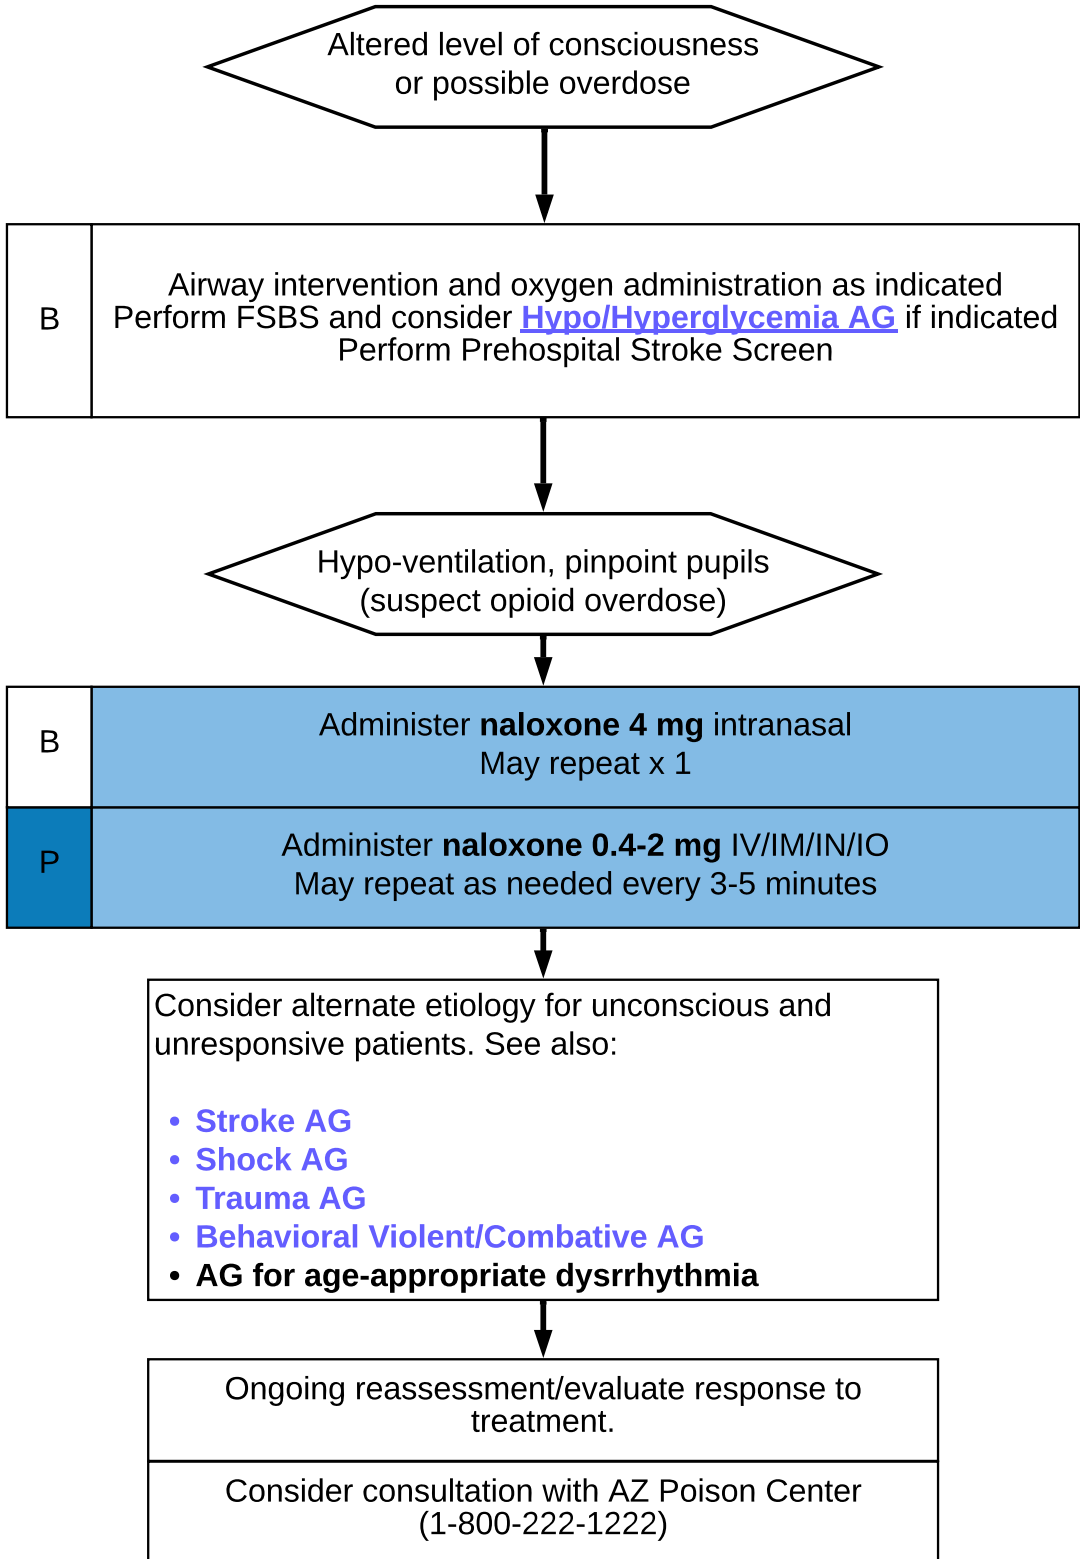 Altered level of consciousness
or possible overdose
B
Airway intervention and oxygen administration as indicated
Perform FSBS and consider Hypo/Hyperglycemia AG if indicated
Perform Prehospital Stroke Screen
Hypo-ventilation, pinpoint pupils
(suspect opioid overdose)
B
Administer naloxone 4 mg intranasal
May repeat x 1
P
Administer naloxone 0.4-2 mg IV/IM/IN/IO
May repeat as needed every 3-5 minutes
Consider alternate etiology for unconscious and
unresponsive patients. See also:
• Stroke AG
• Shock AG
• Trauma AG
• Behavioral Violent/Combative AG
• AG for age-appropriate dysrrhythmia
Ongoing reassessment/evaluate response to
treatment.
Consider consultation with AZ Poison Center
(1-800-222-1222)